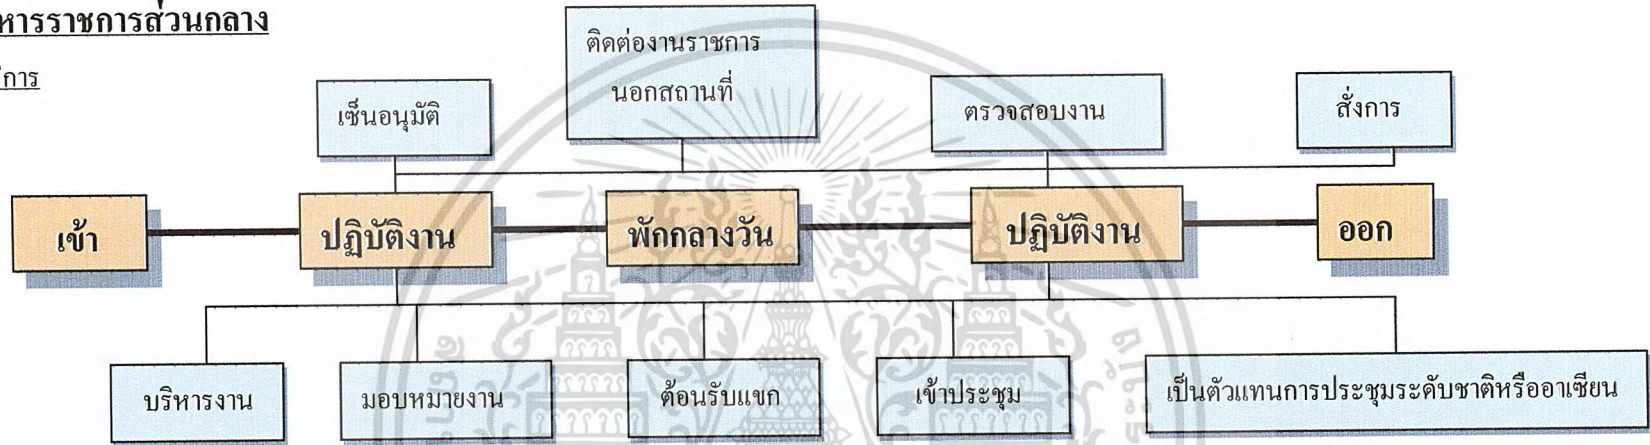 หารราชการส่วนกลาง
การ
เซ็นอนุมัติ
ติดต่องานราชการ
นอกสถานที่
ตรวจสอบงาน
สั่งการ
เข้า
ปฏิบัติงาน
พักกลางวัน
ปฏิบัติงาน
ออก
บริหารงาน
มอบหมายงาน
ต้อนรับแขก
เข้าประชุม
เป็นตัวแทนการประชุมระดับชาติหรืออาเซียน